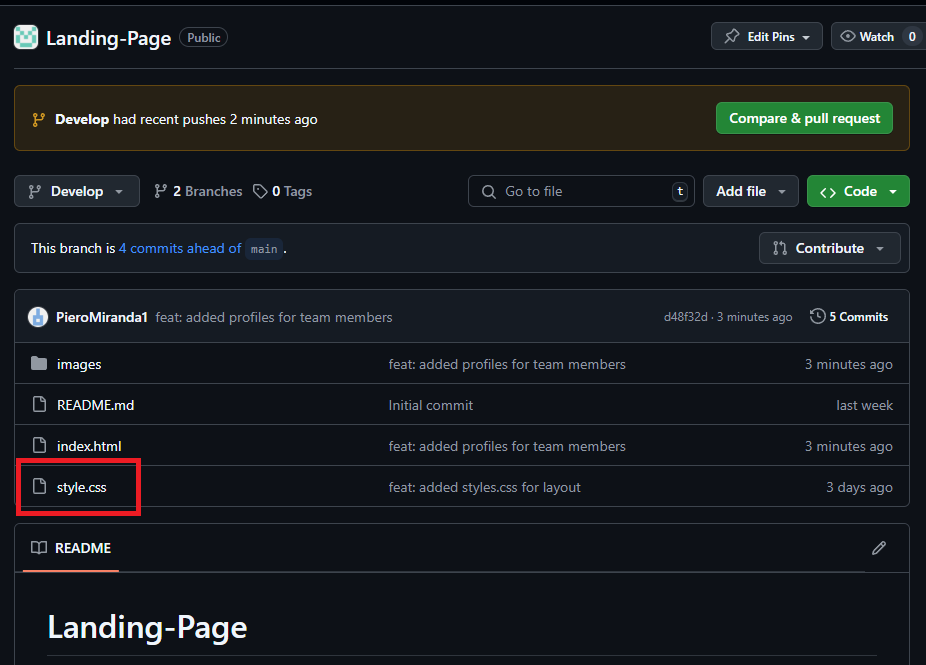 Landing-Page Public Edit Pins Watch 0
Develop had recent pushes 2 minutes ago Compare & pull request
Develop 2 Branches 0 Tags Go to file t Add file Code
This branch is 4 commits ahead of main .
Contribute
PieroMiranda1 feat: added profiles for team members d48f32d · 3 minutes ago 5 Commits
images feat: added profiles for team members 3 minutes ago
README.md Initial commit last week
index.html feat: added profiles for team members 3 minutes ago
style.css feat: added styles.css for layout 3 days ago
README
Landing-Page